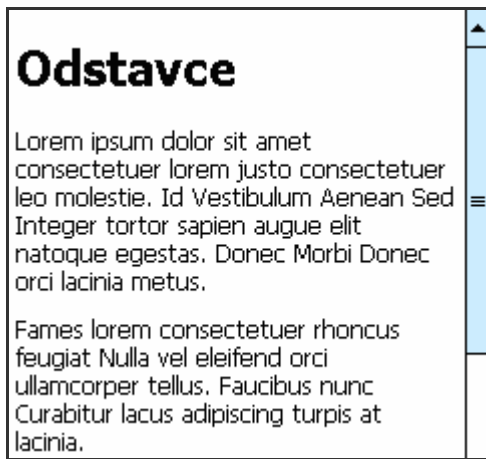 Odstavce
Lorem ipsum dolor sit amet
consectetuer lorem justo consectetuer
leo molestie. Id Vestibulum Aenean Sed
Integer tortor sapien augue elit
natoque egestas. Donec Morbi Donec
orci lacinia metus.
Fames lorem consectetuer rhoncus
feugiat Nulla vel eleifend orci
ullamcorper tellus. Faucibus nunc
Curabitur lacus adipiscing turpis at
lacinia.